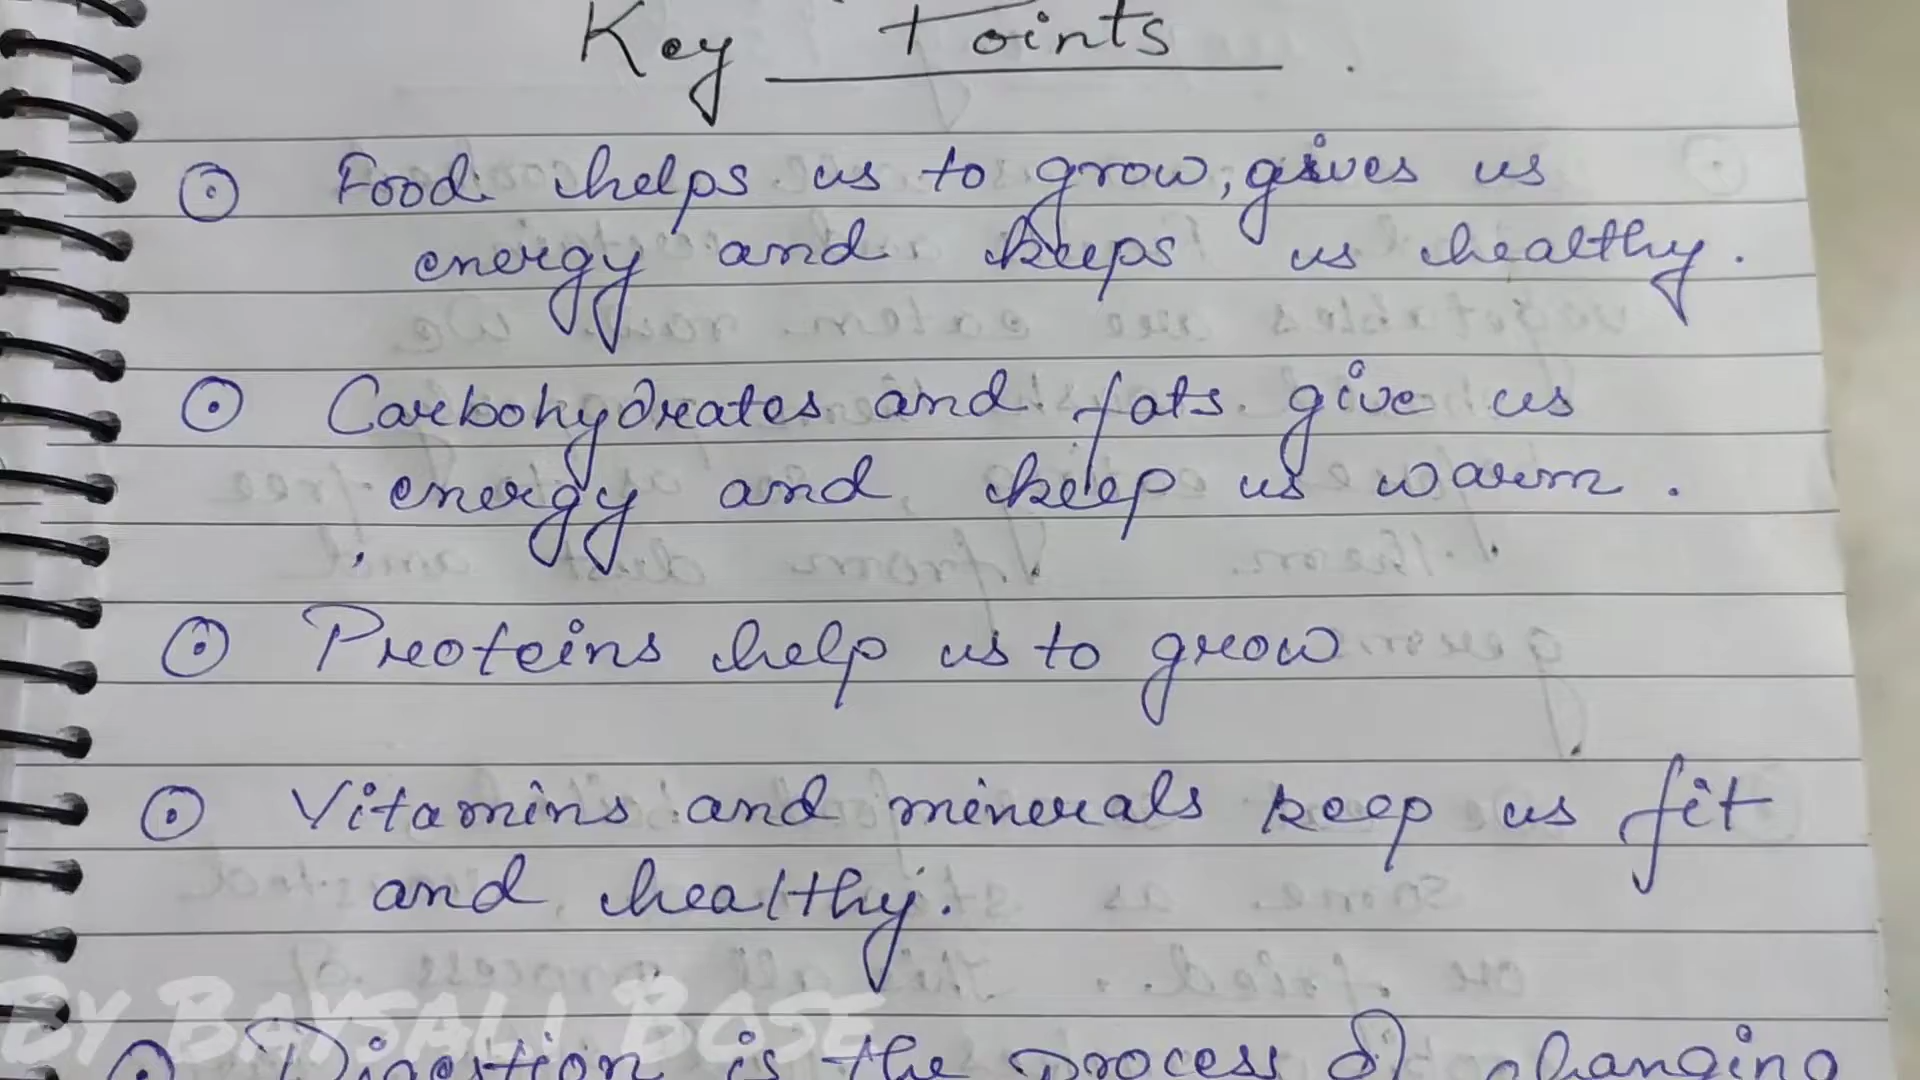 Key Points .
Food helps us to grow, gives us
energy and keeps us healthy.
Carbohydrates and fats give us
energy and keep us warm.
Proteins help us to grow
Vitamins and minerals keep us fit
and healthy.
Digestion is the process of changing
By Baysali Bose